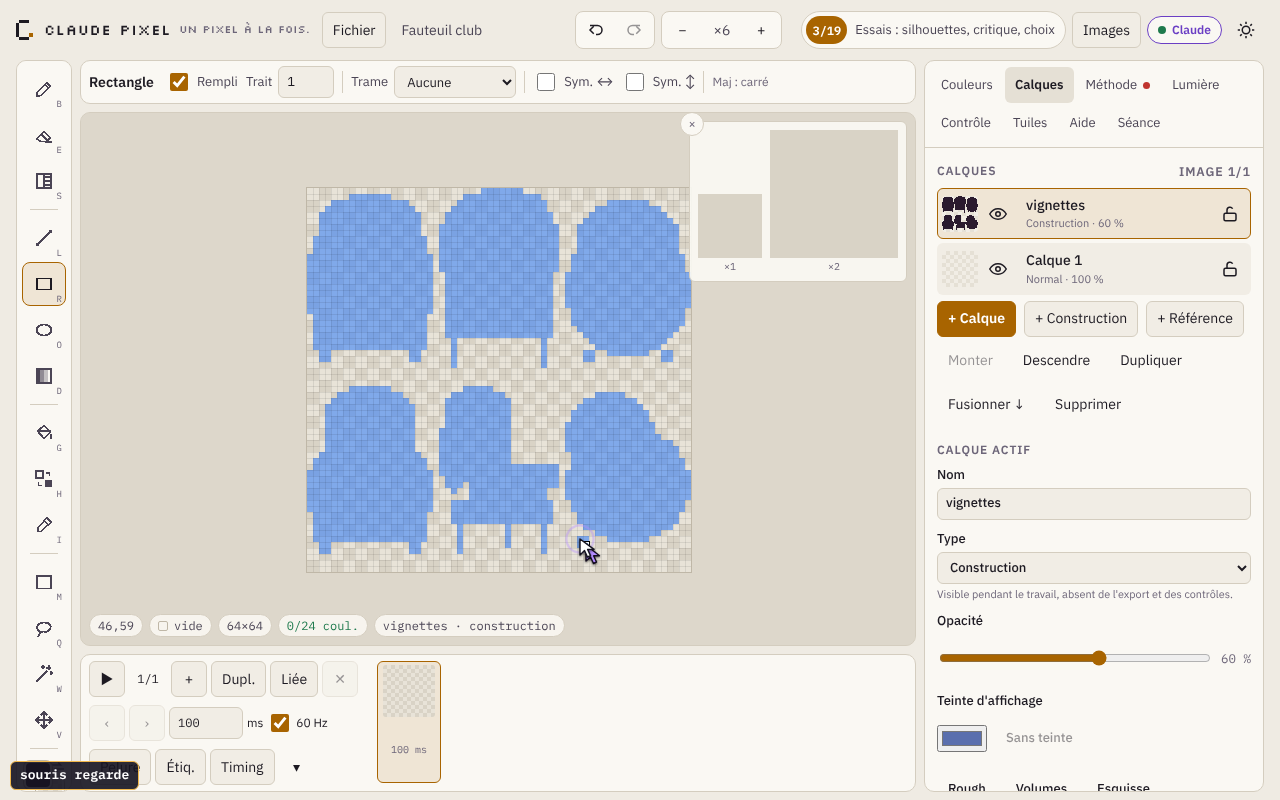 CLAUDE PIXEL
UN PIXEL À LA FOIS.
Fichier
Fauteuil club
− ×6 +
3/19 Essais : silhouettes, critique, choix
Images
Claude
Rectangle
Rempli
Trait 1
Trame Aucune
Sym. ↔
Sym. ↕
Maj : carré
B
E
S
L
R
O
D
G
H
I
M
Q
W
V
×
×1
×2
46,59
vide
64×64
0/24 coul.
vignettes · construction
1/1
+
Dupl.
Liée
×
‹
›
100 ms
60 Hz
Étiq.
Timing
▼
100 ms
souris regarde
Couleurs
Calques
Méthode
Lumière
Contrôle
Tuiles
Aide
Séance
CALQUES
IMAGE 1/1
vignettes
Construction · 60 %
Calque 1
Normal · 100 %
+ Calque
+ Construction
+ Référence
Monter
Descendre
Dupliquer
Fusionner ↓
Supprimer
CALQUE ACTIF
Nom
vignettes
Type
Construction
Visible pendant le travail, absent de l'export et des contrôles.
Opacité
60 %
Teinte d'affichage
Sans teinte
Rough
Volumes
Esquisse